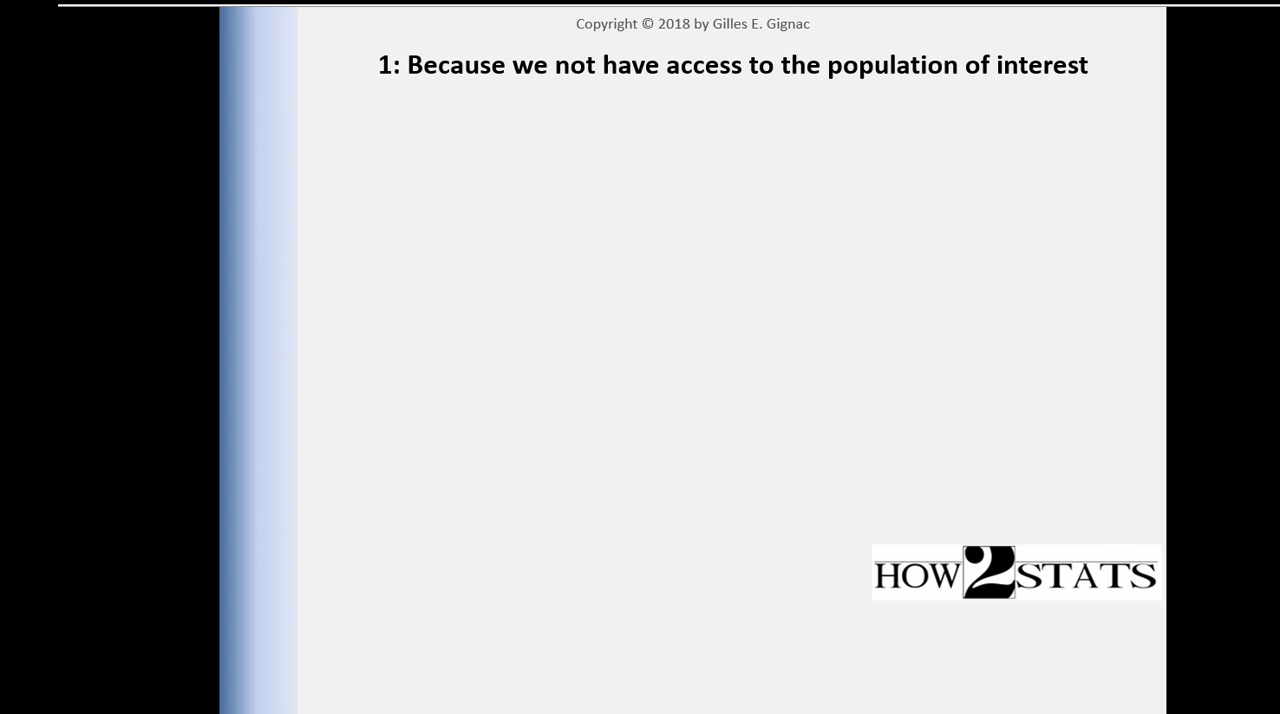 Copyright © 2018 by Gilles E. Gignac
1: Because we not have access to the population of interest
HOW2STATS